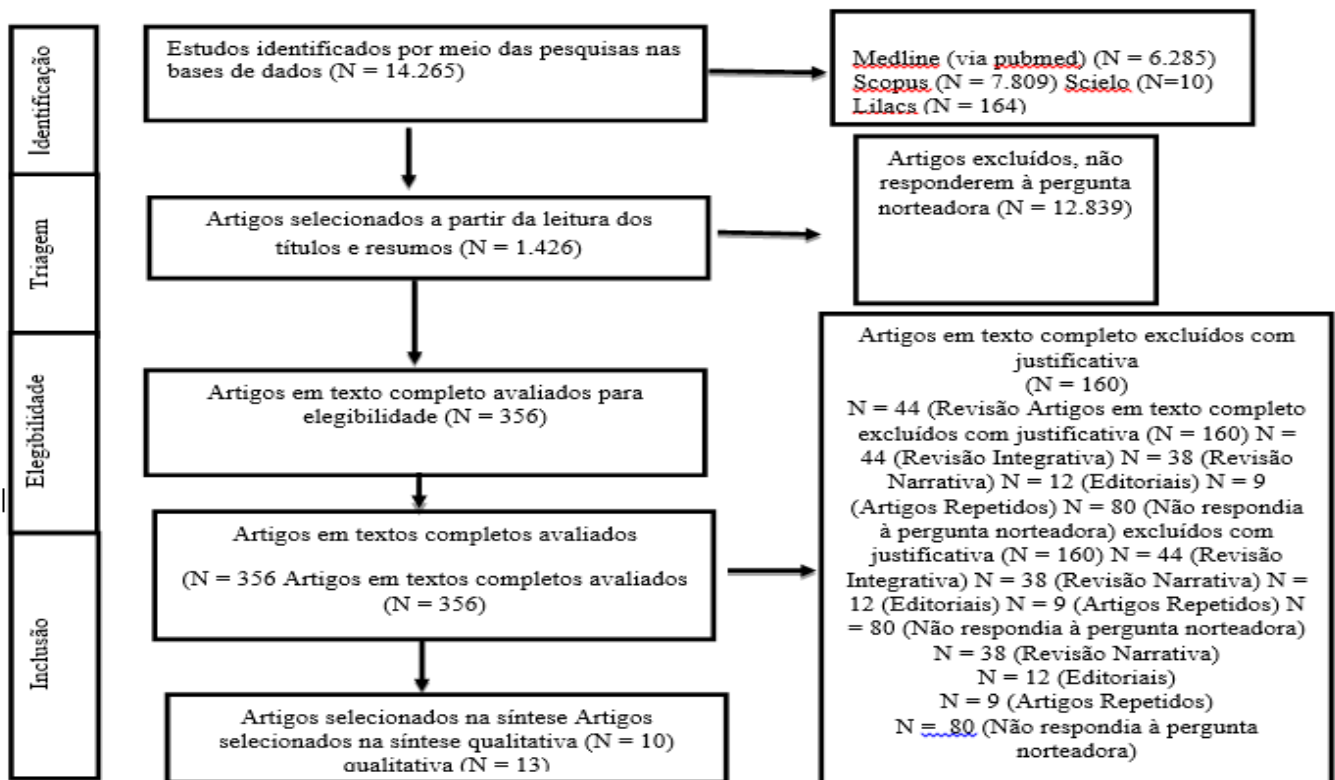 Identificação
Estudos identificados por meio das pesquisas nas
bases de dados (N = 14.265)
Medline (via pubmed) (N = 6.285)
Scopus (N = 7.809) Scielo (N=10)
Lilacs (N = 164)
Triagem
Artigos selecionados a partir da leitura dos
títulos e resumos (N = 1.426)
Artigos excluídos, não
responderem à pergunta
norteadora (N = 12.839)
Elegibilidade
Artigos em texto completo avaliados para
elegibilidade (N = 356)
Artigos em texto completo excluídos com
justificativa
(N = 160)
N = 44 (Revisão Artigos em texto completo
excluídos com justificativa (N = 160) N =
44 (Revisão Integrativa) N = 38 (Revisão
Narrativa) N = 12 (Editoriais) N = 9
(Artigos Repetidos) N = 80 (Não respondia
à pergunta norteadora) excluídos com
justificativa (N = 160) N = 44 (Revisão
Integrativa) N = 38 (Revisão Narrativa) N =
12 (Editoriais) N = 9 (Artigos Repetidos) N
= 80 (Não respondia à pergunta norteadora)
N = 38 (Revisão Narrativa)
N = 12 (Editoriais)
N = 9 (Artigos Repetidos)
N = 80 (Não respondia à pergunta
norteadora)
Inclusão
Artigos em textos completos avaliados
(N = 356 Artigos em textos completos avaliados
(N = 356)
Artigos selecionados na síntese Artigos
selecionados na síntese qualitativa (N = 10)
qualitativa (N = 13)